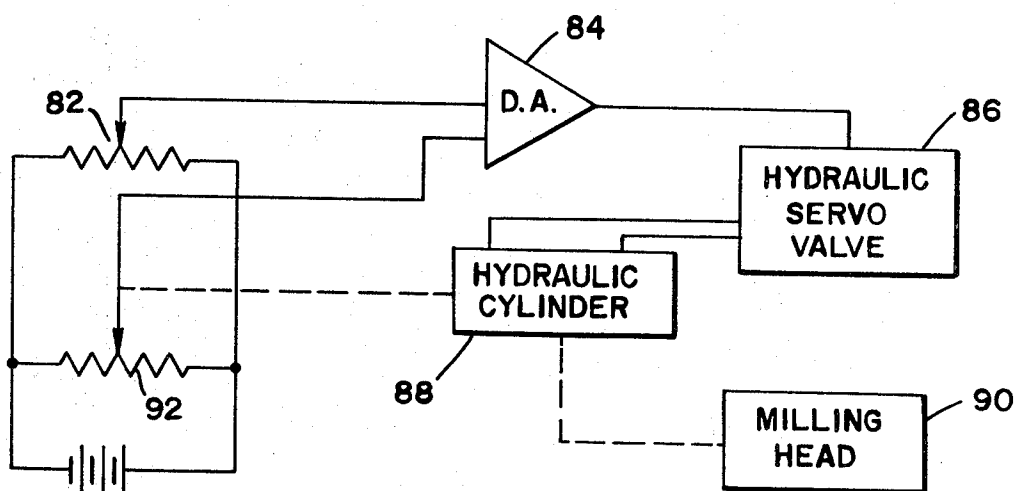 84
82
D.A.
86
HYDRAULIC
SERVO
VALVE
HYDRAULIC
CYLINDER
92
88
90
MILLING
HEAD